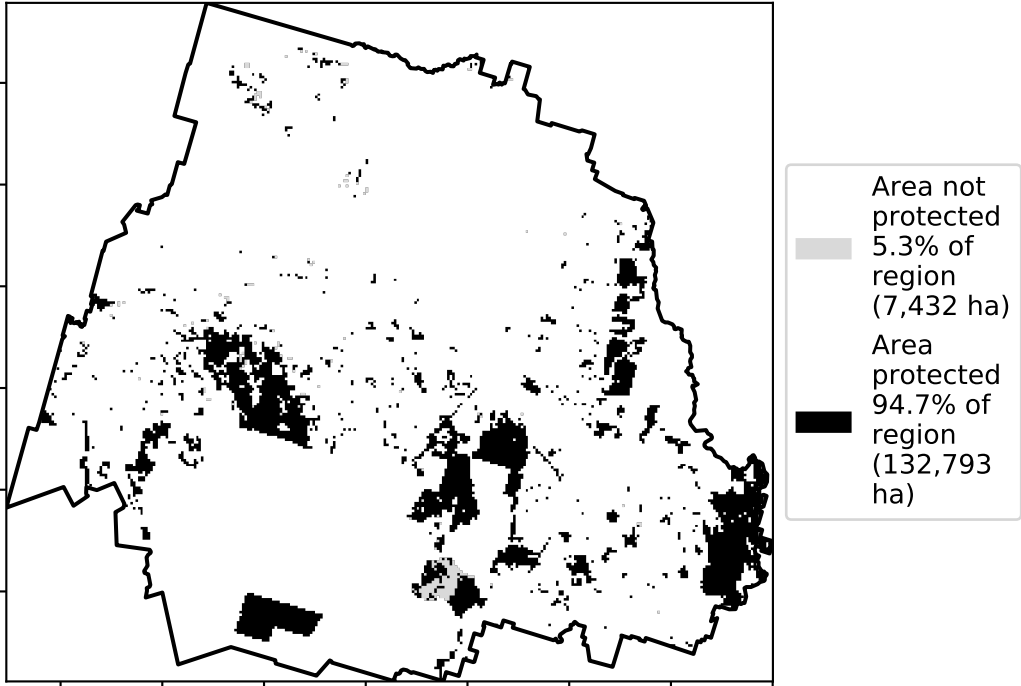 Area not
protected
5.3% of
region
(7,432 ha)
Area
protected
94.7% of
region
(132,793
ha)